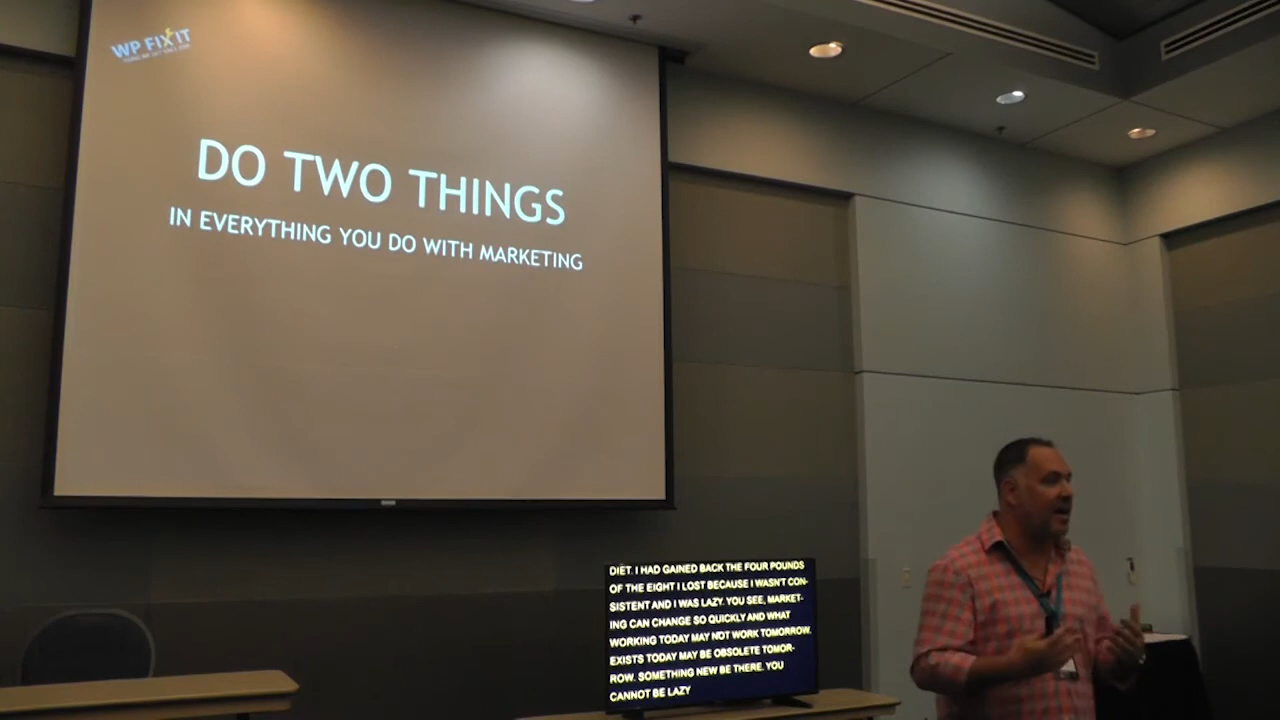 WP FIXIT
DO TWO THINGS
IN EVERYTHING YOU DO WITH MARKETING
DIET. I HAD GAINED BACK THE FOUR POUNDS
OF THE EIGHT I LOST BECAUSE I WASN'T CON-
SISTENT AND I WAS LAZY. YOU SEE, MARKET-
ING CAN CHANGE SO QUICKLY AND WHAT
WORKING TODAY MAY NOT WORK TOMORROW.
EXISTS TODAY MAY BE OBSOLETE TOMOR-
ROW. SOMETHING NEW BE THERE. YOU
CANNOT BE LAZY